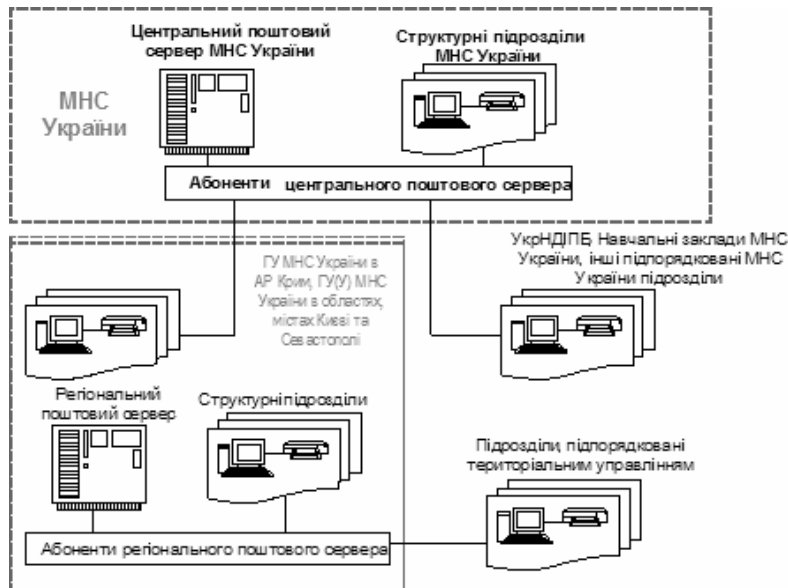 Центральний поштовий
сервер МНС України
Структурні підрозділи
МНС України
МНС
України
Абоненти центрального поштового сервера
УкрНДІПБ, Навчальні заклади МНС
України, інші підпорядковані МНС
України підрозділи
ГУ МНС України в
АР Крим, ГУ(У) МНС
України в областях,
містах Києві та
Севастополі
Регіональний
поштовий сервер
Структурні підрозділи
Підрозділи, підпорядковані
територіальним управлінням
Абоненти регіонального поштового сервера